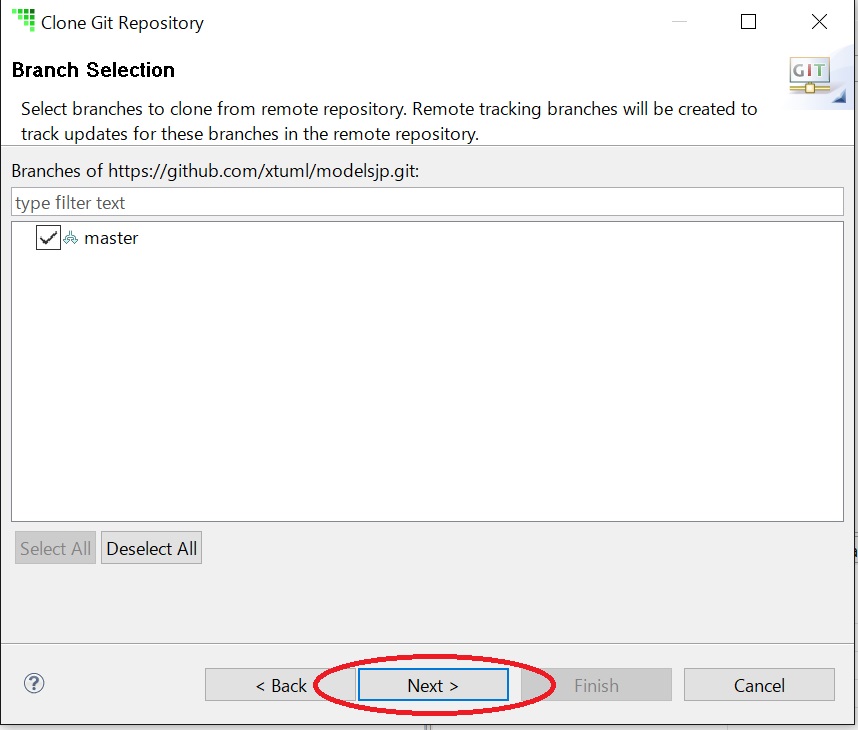 Clone Git Repository
Branch Selection
GIT
Select branches to clone from remote repository. Remote tracking branches will be created to
track updates for these branches in the remote repository.
Branches of https://github.com/xtuml/modelsjp.git:
type filter text
master
Select All Deselect All
? < Back Next > Finish Cancel